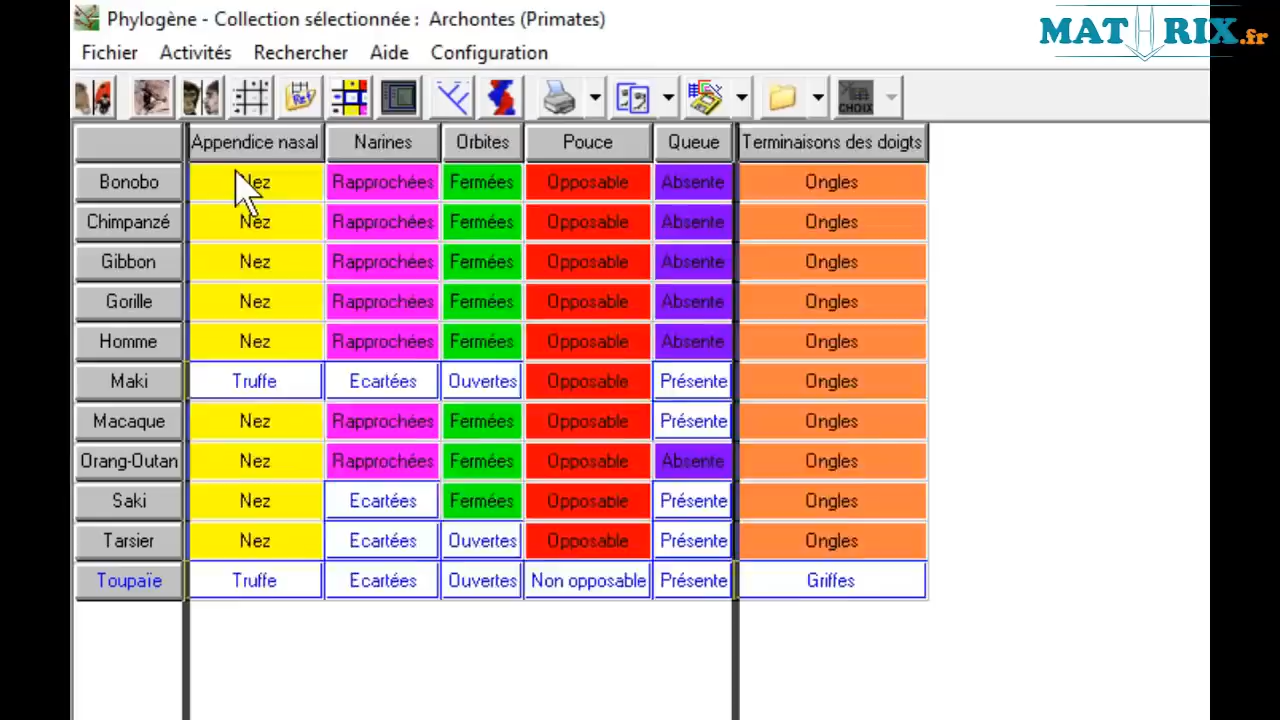 Phylogène - Collection sélectionnée : Archontes (Primates)
MATHRIX.fr
Fichier Activités Rechercher Aide Configuration
CHOIX
Appendice nasal Narines Orbites Pouce Queue Terminaisons des doigts
Bonobo Nez Rapprochées Fermées Opposable Absente Ongles
Chimpanzé Nez Rapprochées Fermées Opposable Absente Ongles
Gibbon Nez Rapprochées Fermées Opposable Absente Ongles
Gorille Nez Rapprochées Fermées Opposable Absente Ongles
Homme Nez Rapprochées Fermées Opposable Absente Ongles
Maki Truffe Ecartées Ouvertes Opposable Présente Ongles
Macaque Nez Rapprochées Fermées Opposable Présente Ongles
Orang-Outan Nez Rapprochées Fermées Opposable Absente Ongles
Saki Nez Ecartées Fermées Opposable Présente Ongles
Tarsier Nez Ecartées Ouvertes Opposable Présente Ongles
Toupaïe Truffe Ecartées Ouvertes Non opposable Présente Griffes